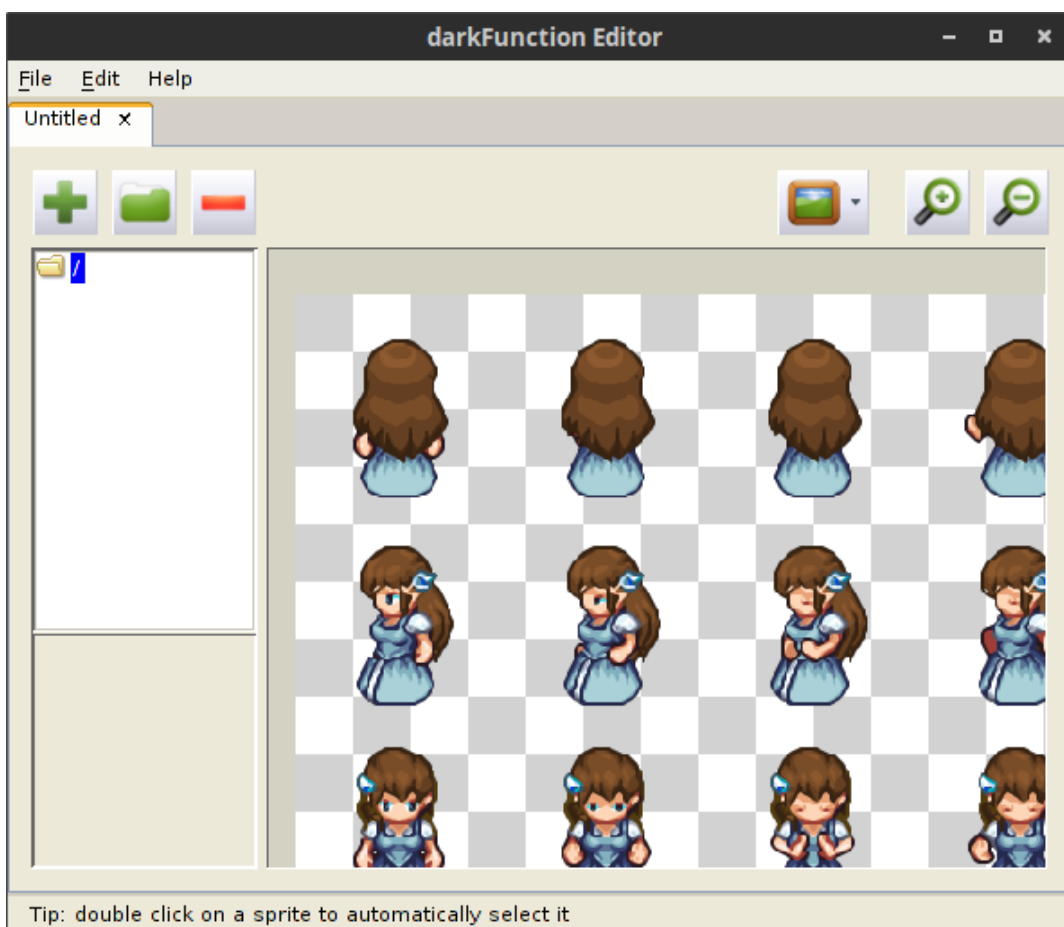 darkFunction Editor
File Edit Help
Untitled x
/
Tip: double click on a sprite to automatically select it